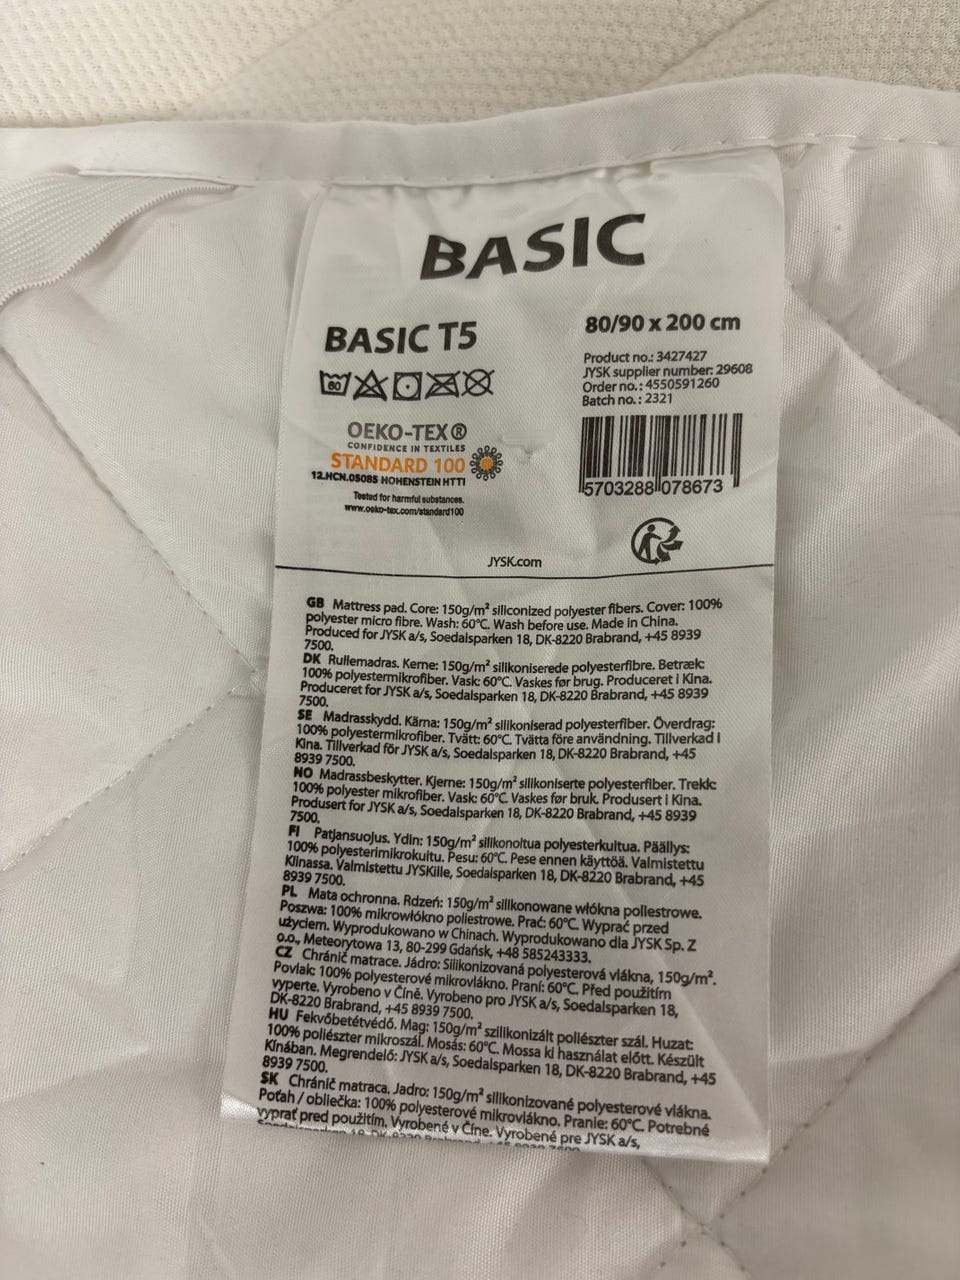 BASIC
BASIC T5
80
OEKO-TEX®
CONFIDENCE IN TEXTILES
STANDARD 100
12.HCN.05085 HOHENSTEIN HTTI
Tested for harmful substances.
www.oeko-tex.com/standard100
80/90 x 200 cm
Product no.: 3427427
JYSK supplier number: 29608
Order no.: 4550591260
Batch no.: 2321
5703288 078673
JYSK.com
GB Mattress pad. Core: 150g/m² siliconized polyester fibers. Cover: 100%
polyester micro fibre. Wash: 60°C. Wash before use. Made in China.
Produced for JYSK a/s, Soedalsparken 18, DK-8220 Brabrand, +45 8939
7500.
DK Rullemadras. Kerne: 150g/m² silikoniserede polyesterfibre. Betræk:
100% polyestermikrofiber. Vask: 60°C. Vaskes før brug. Produceret i Kina.
Produceret for JYSK a/s, Soedalsparken 18, DK-8220 Brabrand, +45 8939
7500.
SE Madrasskydd. Kärna: 150g/m² silikoniserad polyesterfiber. Överdrag:
100% polyestermikrofiber. Tvätt: 60°C. Tvätta före användning. Tillverkad i
Kina. Tillverkad för JYSK a/s, Soedalsparken 18, DK-8220 Brabrand, +45
8939 7500.
NO Madrassbeskytter. Kjerne: 150g/m² silikoniserte polyesterfiber. Trekk:
100% polyester mikrofiber. Vask: 60°C. Vaskes før bruk. Produsert i Kina.
Produsert for JYSK a/s, Soedalsparken 18, DK-8220 Brabrand, +45 8939
7500.
FI Patjansuojus. Ydin: 150g/m² silikonoitua polyesterkuitua. Päällys:
100% polyesterimikrokuitu. Pesu: 60°C. Pese ennen käyttöä. Valmistettu
Kiinassa. Valmistettu JYSKille, Soedalsparken 18, DK-8220 Brabrand, +45
8939 7500.
PL Mata ochronna. Rdzeń: 150g/m² silikonowane włókna poliestrowe.
Poszwa: 100% mikrowłókno poliestrowe. Prać: 60°C. Wyprać przed
użyciem. Wyprodukowano w Chinach. Wyprodukowano dla JYSK Sp. Z
o.o., Meteorytowa 13, 80-299 Gdańsk, +48 585243333.
CZ Chránič matrace. Jádro: Silikonizovaná polyesterová vlákna, 150g/m².
Povlak: 100% polyesterové mikrovlákno. Praní: 60°C. Před použitím
vyperte. Vyrobeno v Číně. Vyrobeno pro JYSK a/s, Soedalsparken 18,
DK-8220 Brabrand, +45 8939 7500.
HU Fekvőbetétvédő. Mag: 150g/m² szilikonizált poliészter szál. Huzat:
100% poliészter mikroszál. Mosás: 60°C. Mossa ki használat előtt. Készült
Kínában. Megrendelő: JYSK a/s, Soedalsparken 18, DK-8220 Brabrand, +45
8939 7500.
SK Chránič matraca. Jadro: 150g/m² silikonizované polyesterové vlákna.
Poťah / obliečka: 100% polyesterové mikrovlákno. Pranie: 60°C. Potrebné
vyprať pred použitím. Vyrobené v Číne. Vyrobené pre JYSK a/s,